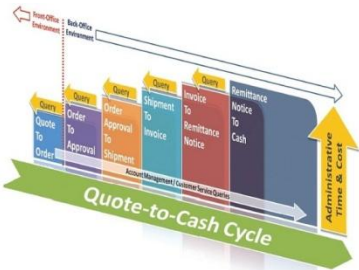 Front-Office
Environment
Back-Office
Environment
Query
Query
Query
Query
Query
Quote
To
Order
Order
To
Approval
Order
Approval
To
Shipment
Shipment
To
Invoice
Invoice
To
Remittance
Notice
Remittance
Notice
To
Cash
Account Management / Customer Service Queries
Administrative
Time & Cost
Quote-to-Cash Cycle